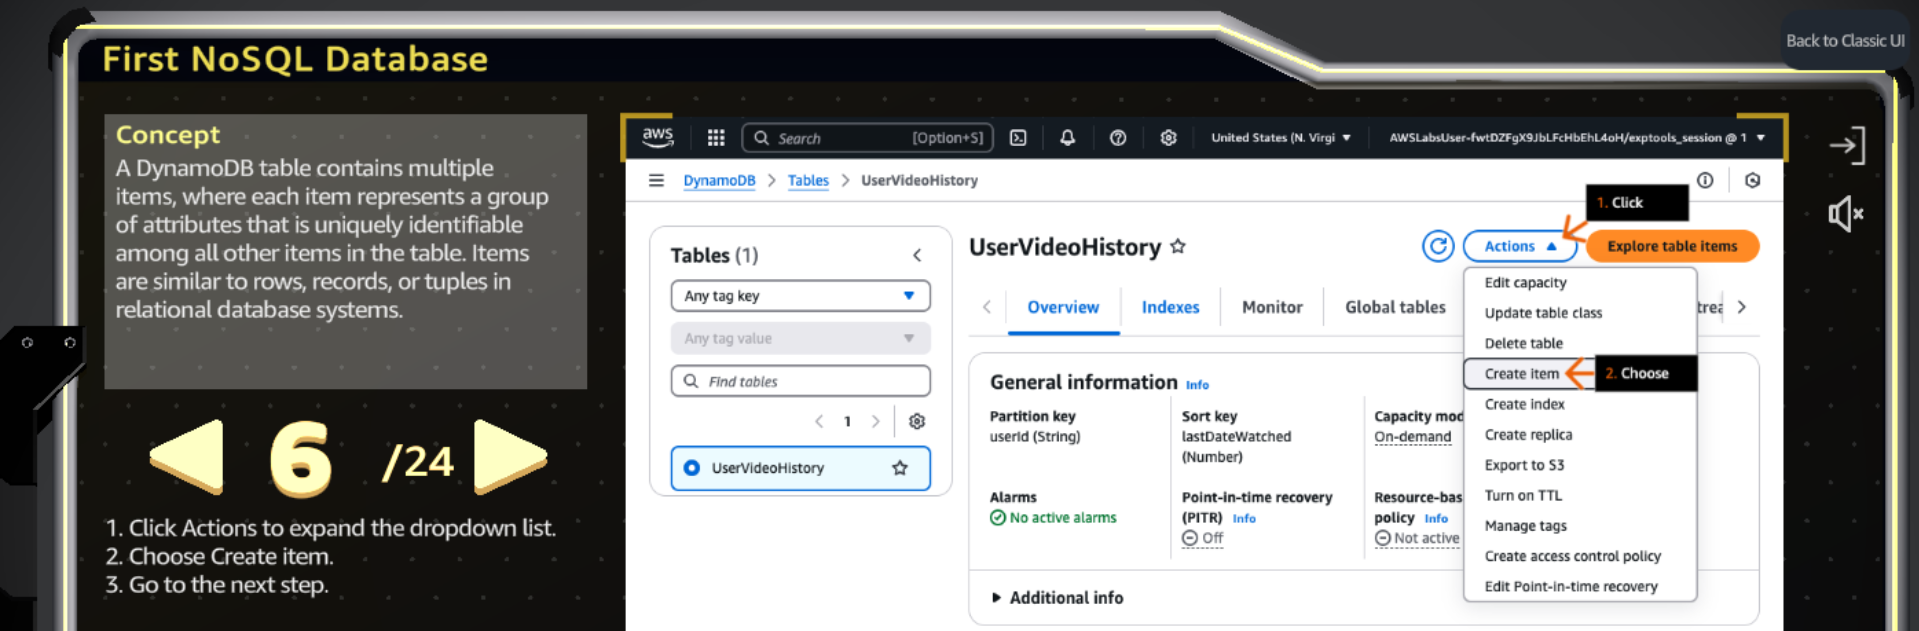 Back to Classic UI
First NoSQL Database
Concept
A DynamoDB table contains multiple
items, where each item represents a group
of attributes that is uniquely identifiable
among all other items in the table. Items
are similar to rows, records, or tuples in
relational database systems.
6 /24
1. Click Actions to expand the dropdown list.
2. Choose Create item.
3. Go to the next step.
aws Search [Option+S] United States (N. Virgi AWSLabsUser-fwtDZFgX9JbLFcHbEhL4oH/exptools_session @ 1
DynamoDB > Tables > UserVideoHistory
1. Click
Tables (1)
Any tag key
Any tag value
Find tables
1
UserVideoHistory
UserVideoHistory
Actions
Explore table items
Overview Indexes Monitor Global tables
trea
General information Info
Partition key
userId (String)
Sort key
lastDateWatched
(Number)
Capacity mod
On-demand
Alarms
No active alarms
Point-in-time recovery
(PITR) Info
Off
Resource-bas
policy Info
Not active
Additional info
Edit capacity
Update table class
Delete table
Create item
2. Choose
Create index
Create replica
Export to S3
Turn on TTL
Manage tags
Create access control policy
Edit Point-in-time recovery